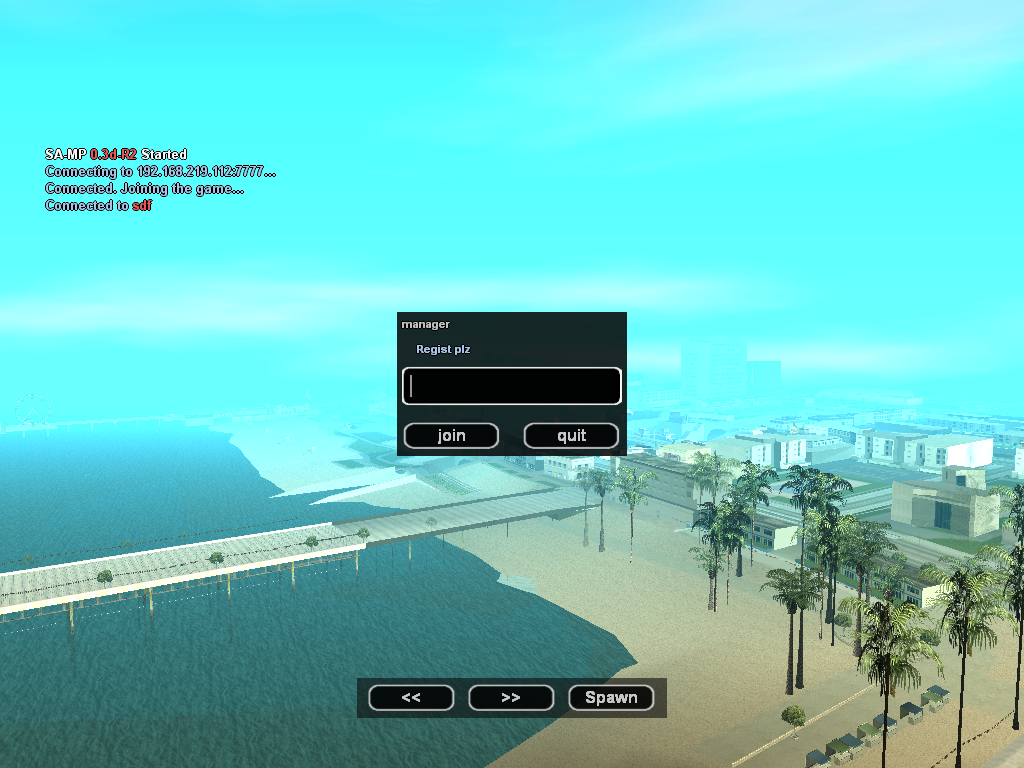 SA-MP 0.3d-R2 Started
Connecting to 192.168.219.112:7777...
Connected. Joining the game...
Connected to sdf
manager
Regist plz
join quit
<< >> Spawn